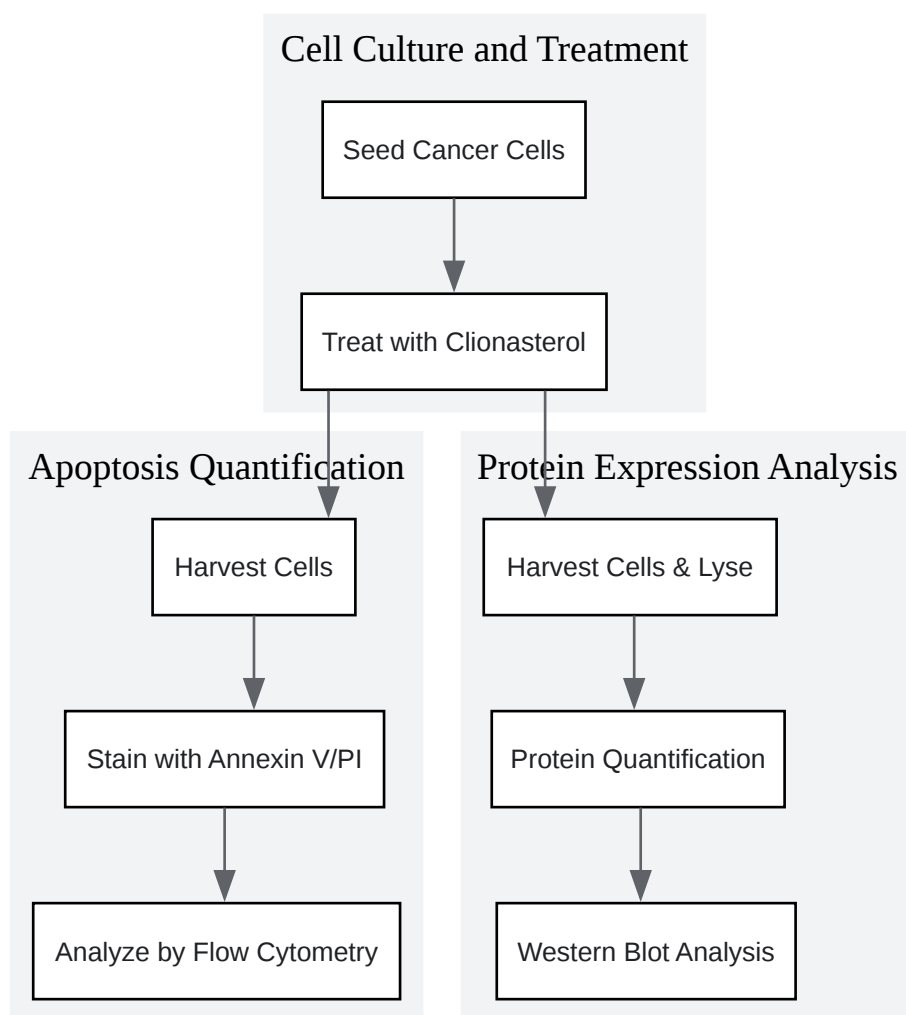 Cell Culture and Treatment
Seed Cancer Cells
Treat with Clionasterol
Apoptosis Quantification
Harvest Cells
Stain with Annexin V/PI
Analyze by Flow Cytometry
Protein Expression Analysis
Harvest Cells & Lyse
Protein Quantification
Western Blot Analysis